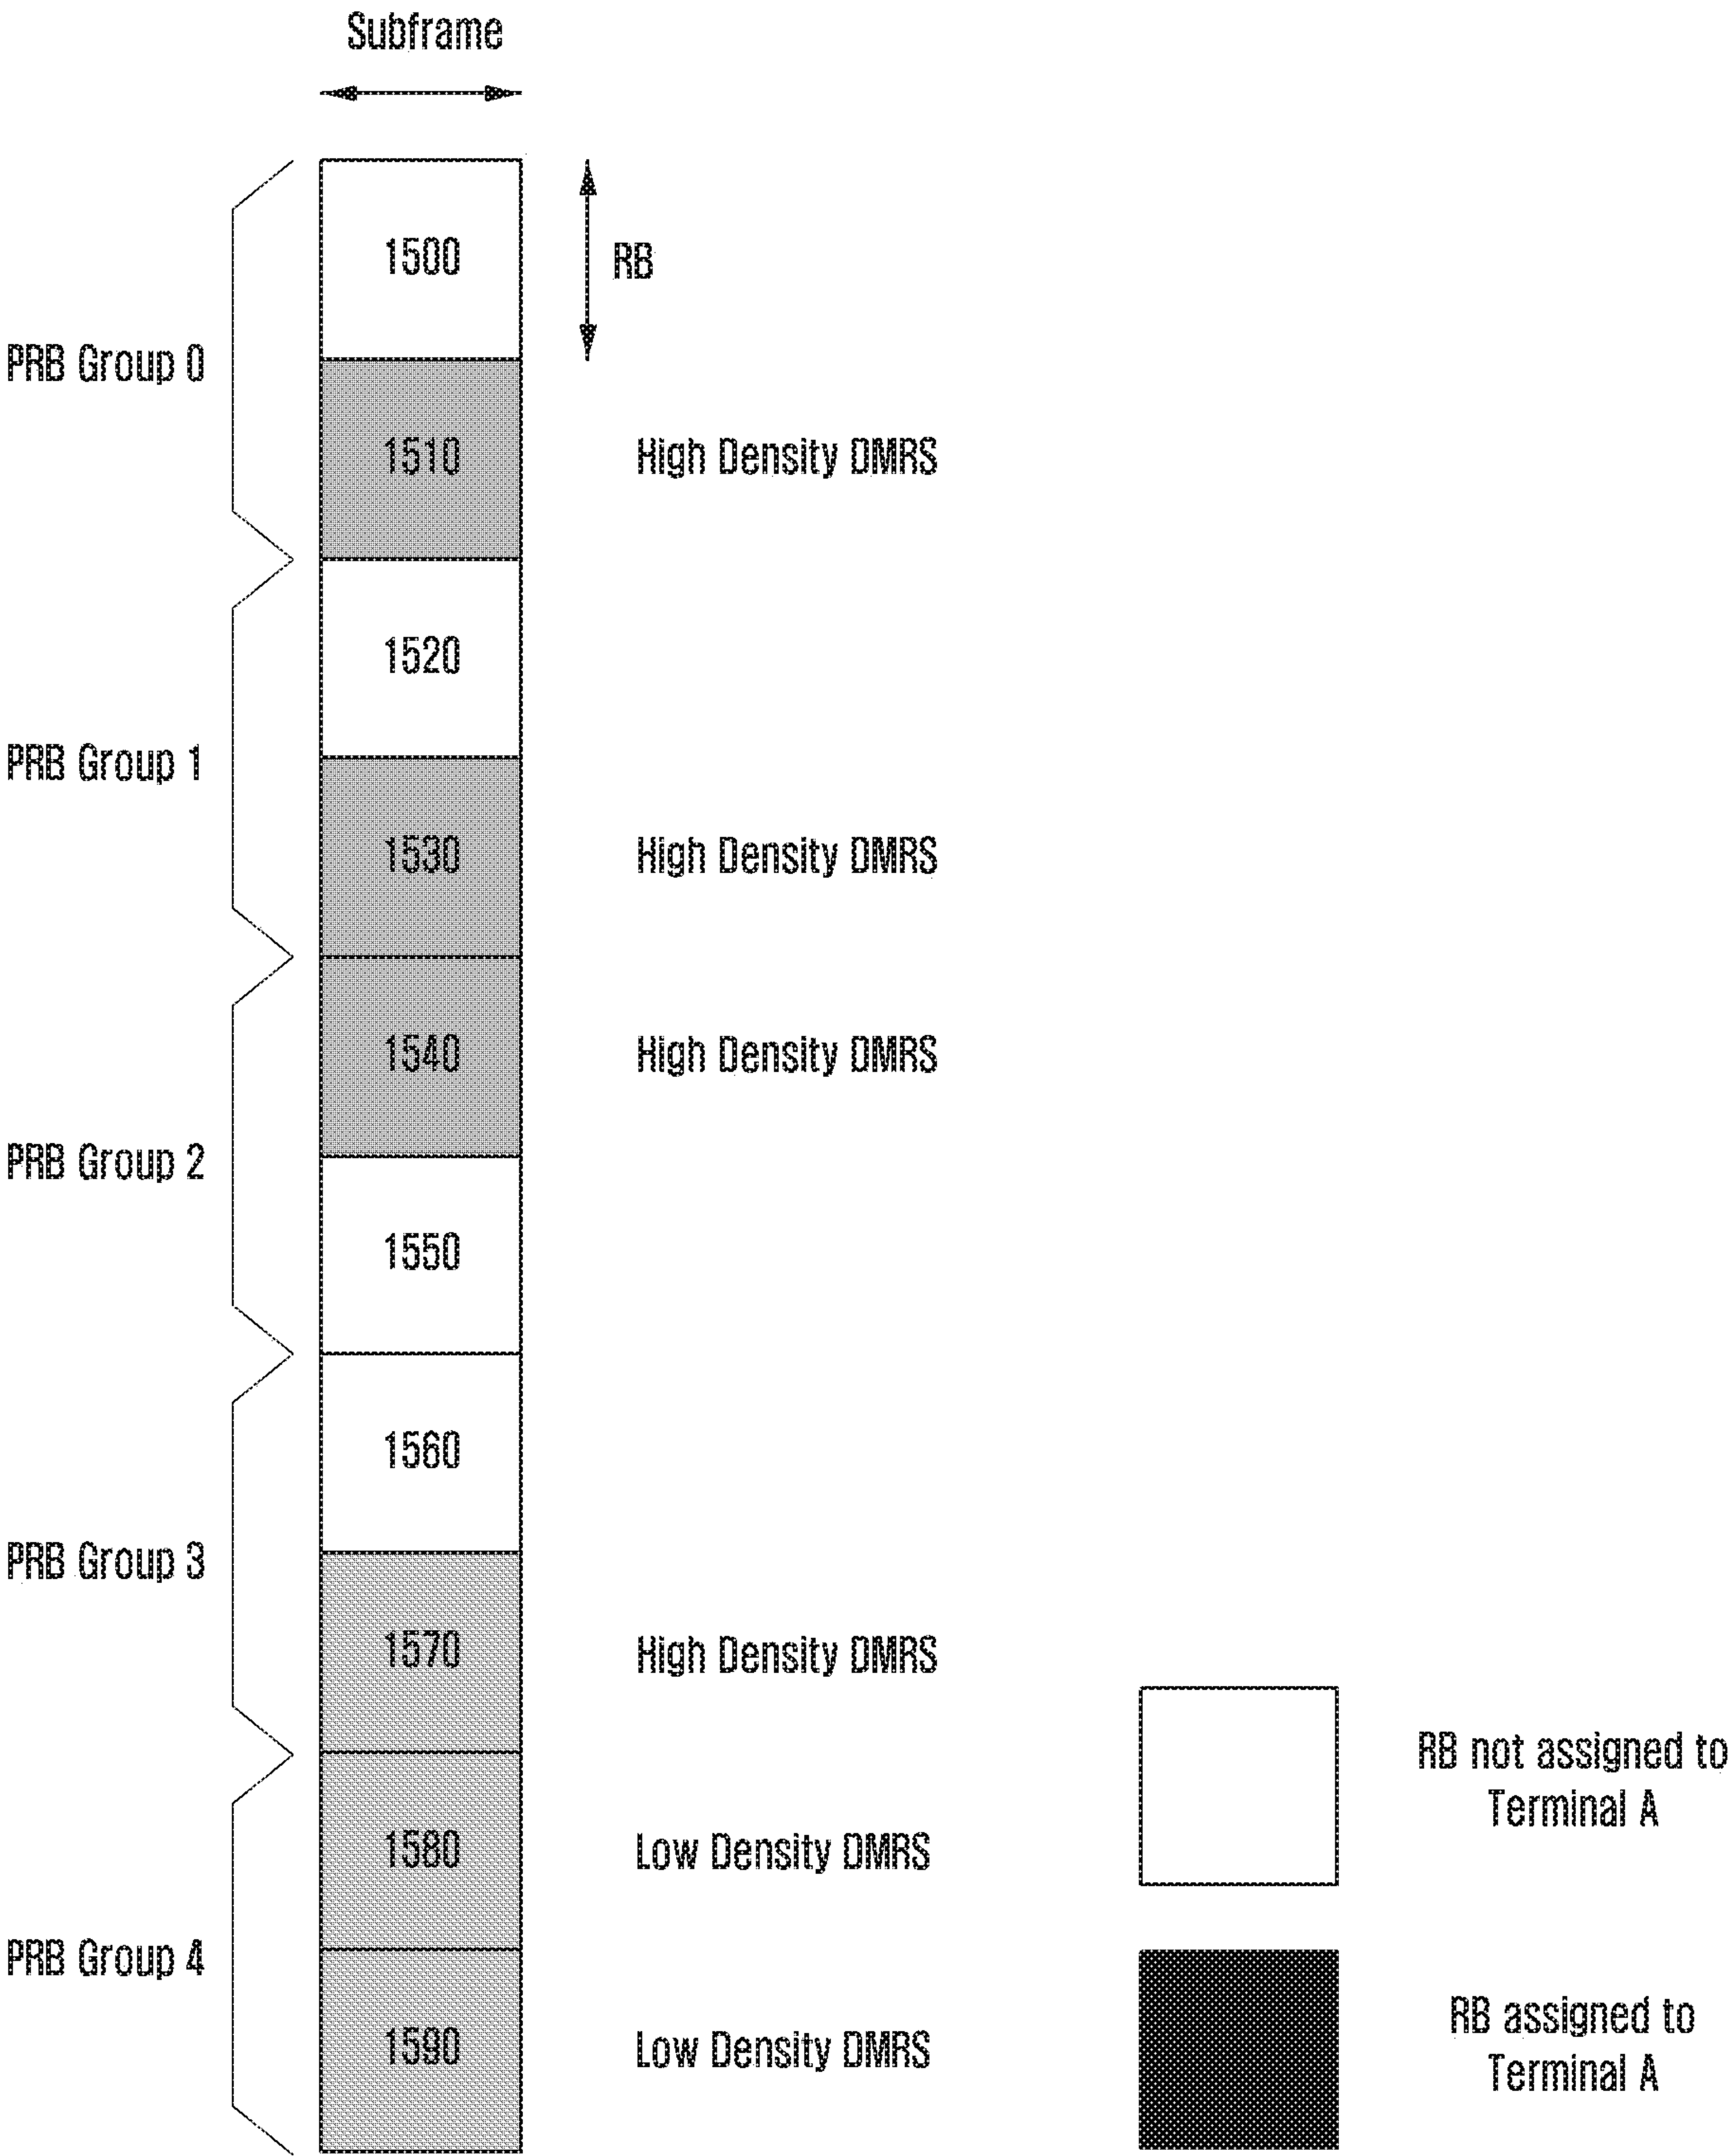 Subframe
1500
RB
PRB Group 0
1510
High Density DMRS
1520
PRB Group 1
1530
High Density DMRS
1540
High Density DMRS
PRB Group 2
1550
1560
PRB Group 3
1570
High Density DMRS
RB not assigned to
Terminal A
1580
Low Density DMRS
PRB Group 4
RB assigned to
Terminal A
1590
Low Density DMRS